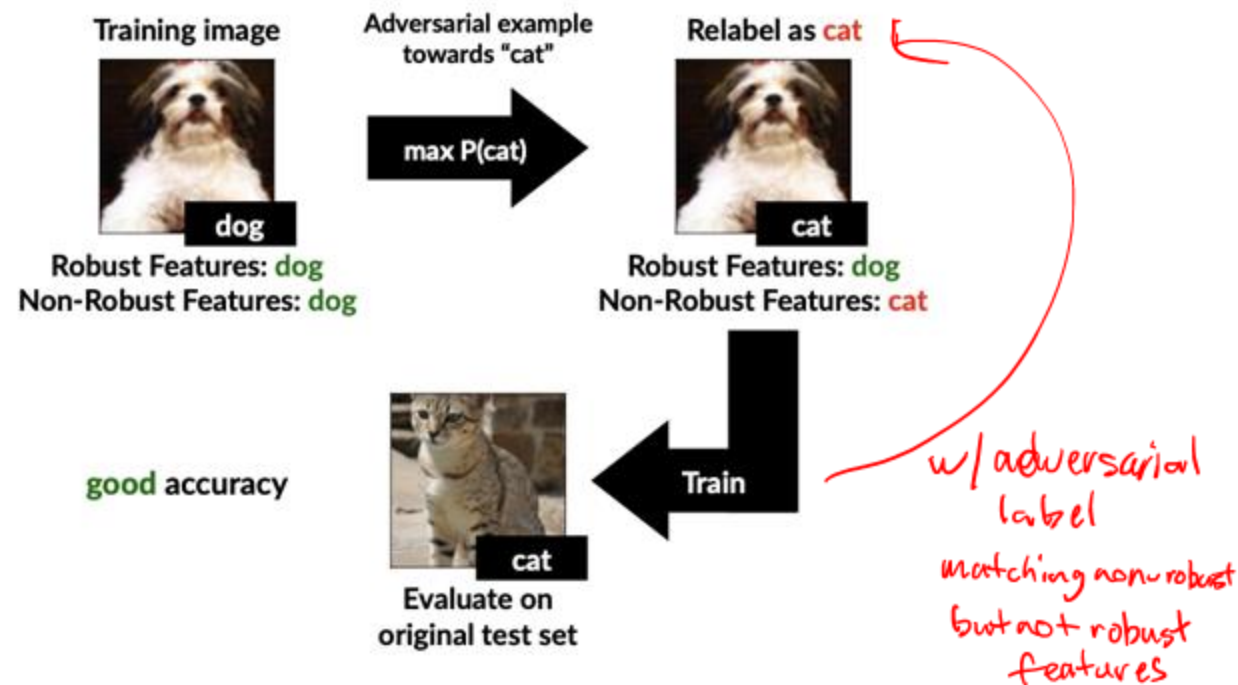 Training image
Adversarial example
towards "cat"
Relabel as cat
max P(cat)
dog
cat
Robust Features: dog
Non-Robust Features: dog
Robust Features: dog
Non-Robust Features: cat
good accuracy
Train
cat
Evaluate on
original test set
w/ adversarial
label
matching nonrobust
but not robust
features